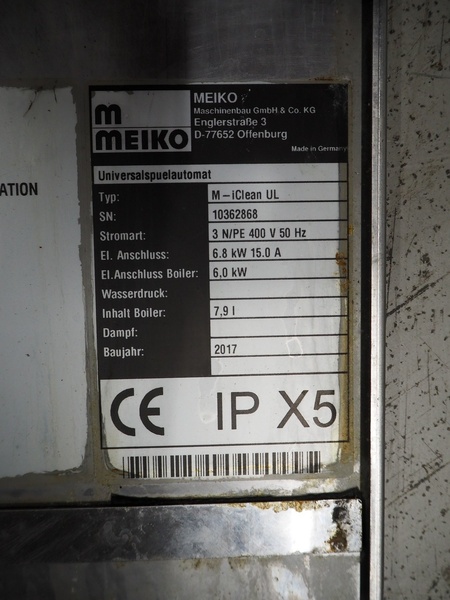 MEIKO
Maschinenbau GmbH & Co. KG
Englerstraße 3
D-77652 Offenburg
m
MEIKO
Made in Germany
Universalspuelautomat
Typ: M – iClean UL
SN: 10362868
Stromart: 3 N/PE 400 V 50 Hz
El. Anschluss: 6.8 kW 15.0 A
El.Anschluss Boiler: 6,0 kW
Wasserdruck:
Inhalt Boiler: 7,9 l
Dampf:
Baujahr: 2017
CE IP X5
ATION